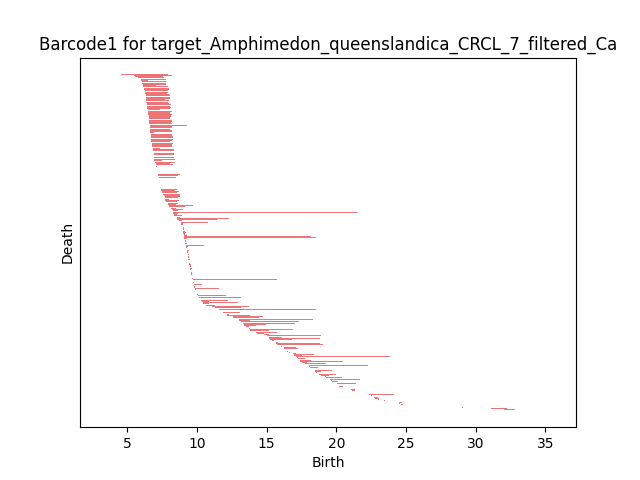 Barcode1 for target_Amphimedon_queenslandica_CRCL_7_filtered_Ca
Death
5 10 15 20 25 30 35
Birth